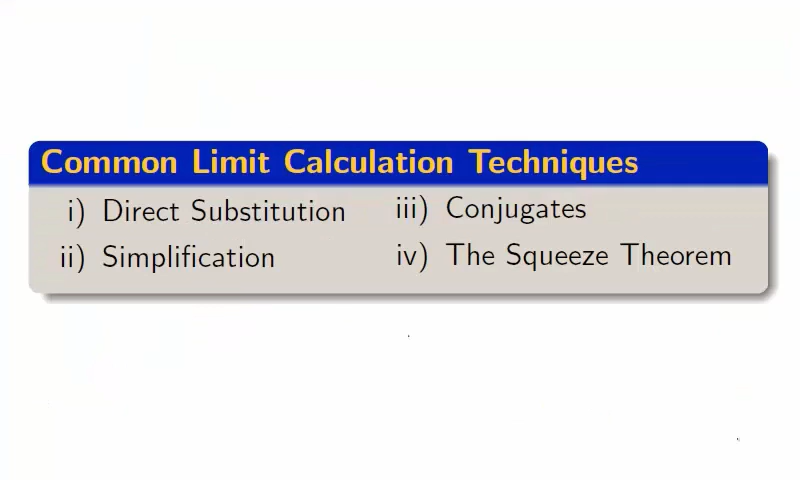 Common Limit Calculation Techniques
i) Direct Substitution
ii) Simplification
iii) Conjugates
iv) The Squeeze Theorem